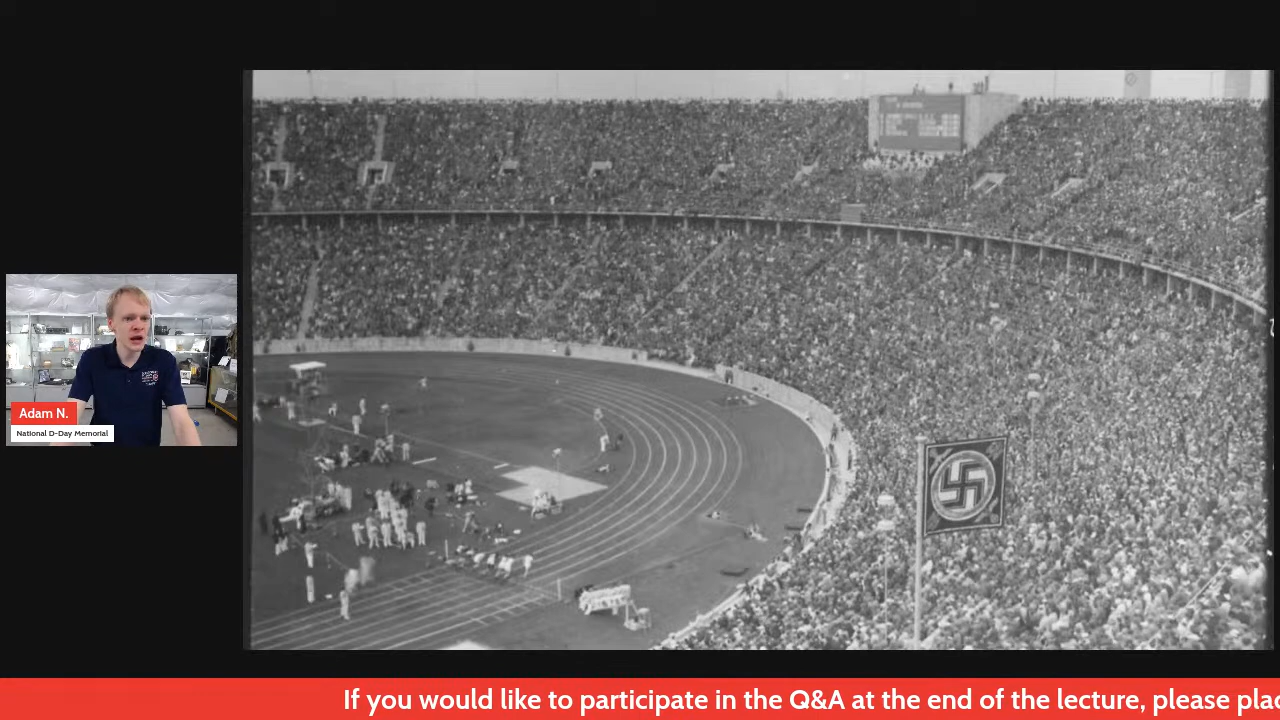 Adam N.
National D-Day Memorial
If you would like to participate in the Q&A at the end of the lecture, please plac